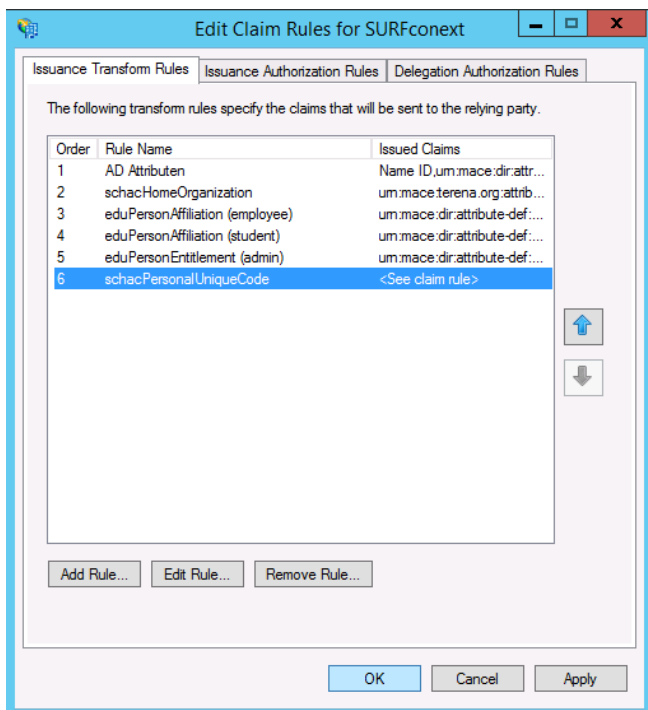 Edit Claim Rules for SURFconext
Issuance Transform Rules Issuance Authorization Rules Delegation Authorization Rules
The following transform rules specify the claims that will be sent to the relying party.
Order Rule Name Issued Claims
1 AD Attributen Name ID,urn:mace:dir:attr...
2 schacHomeOrganization urn:mace:terena.org:attrib...
3 eduPersonAffiliation (employee) urn:mace:dir:attribute-def:...
4 eduPersonAffiliation (student) urn:mace:dir:attribute-def:...
5 eduPersonEntitlement (admin) urn:mace:dir:attribute-def:...
6 schacPersonalUniqueCode <See claim rule>
Add Rule... Edit Rule... Remove Rule...
OK Cancel Apply